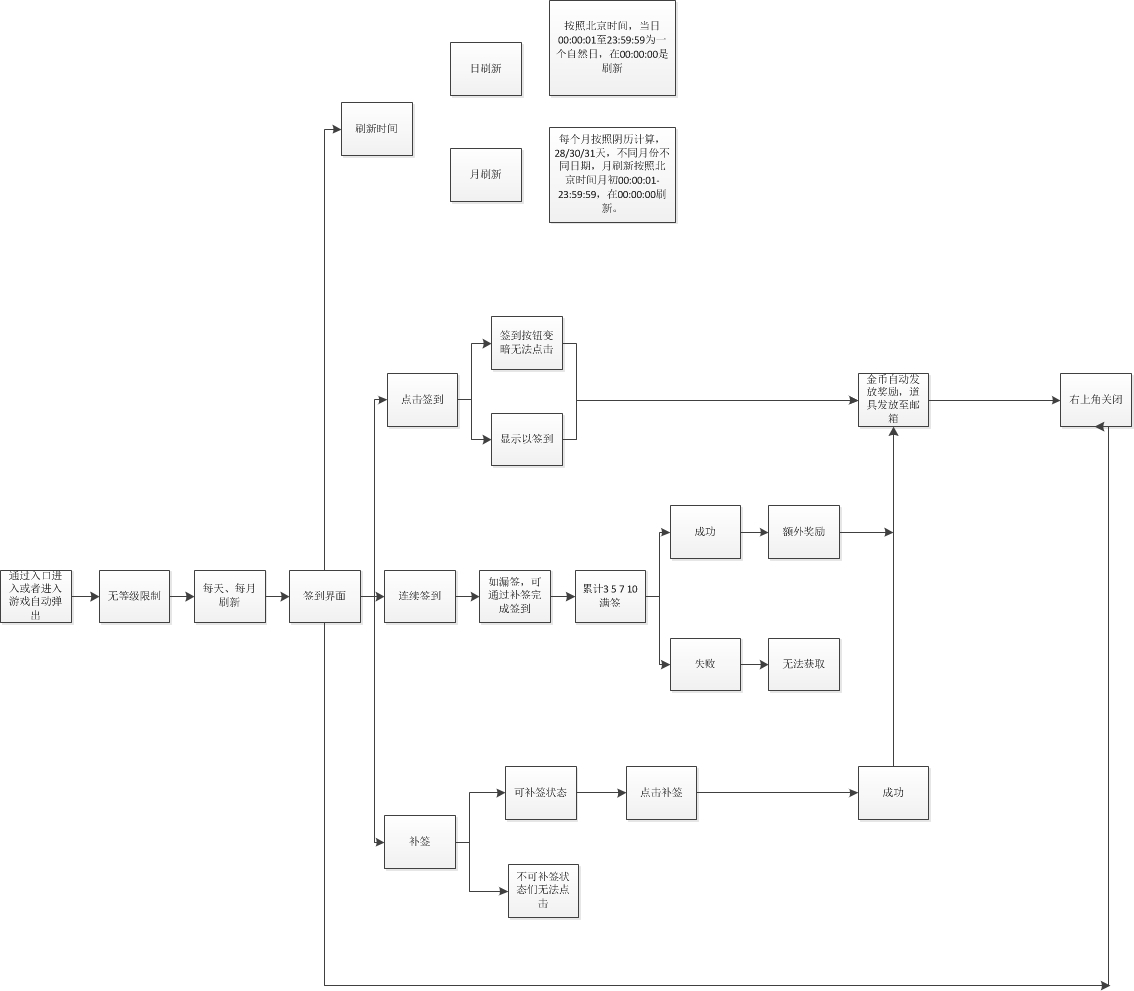 按照北京时间，当日
00:00:01至23:59:59为一
个自然日，在00:00:00是
刷新
日刷新
刷新时间
每个月按照阴历计算，
28/30/31天，不同月份不
同日期，月刷新按照北
京时间月初00:00:01-
23:59:59，在00:00:00刷
新。
月刷新
签到按钮变
暗无法点击
点击签到
显示以签到
金币自动发
放奖励，道
具发放至邮
箱
右上角关闭
成功
额外奖励
通过入口进
入或者进入
游戏自动弹
出
无等级限制
每天、每月
刷新
签到界面
连续签到
如漏签，可
通过补签完
成签到
累计3 5 7 10
满签
失败
无法获取
可补签状态
点击补签
成功
补签
不可补签状
态们无法点
击